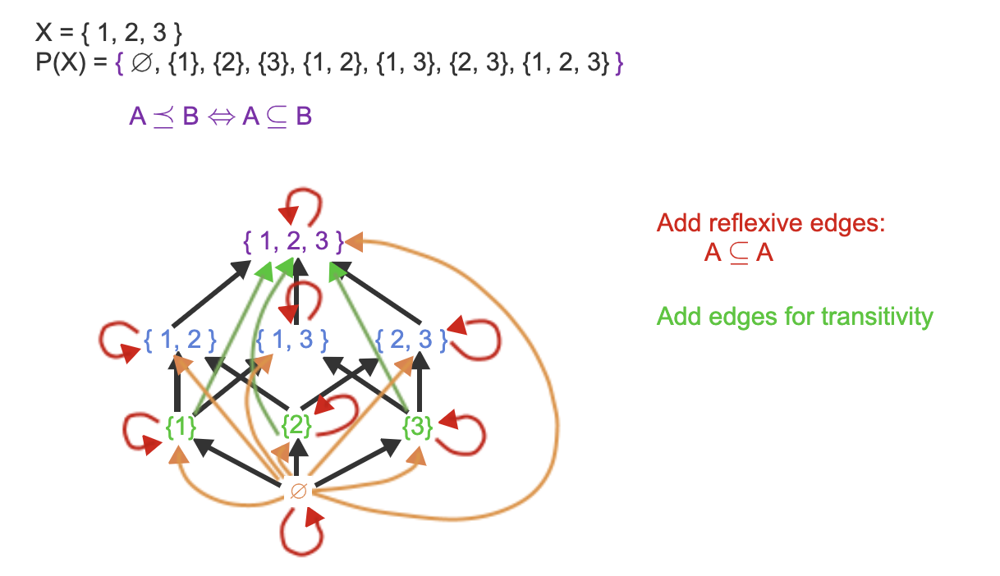 X = { 1, 2, 3 }
P(X) = { ∅, {1}, {2}, {3}, {1, 2}, {1, 3}, {2, 3}, {1, 2, 3} }
A ⪯ B ⇔ A ⊆ B
{ 1, 2, 3 }
{ 1, 2 } { 1, 3 } { 2, 3 }
{1} {2} {3}
∅
Add reflexive edges:
A ⊆ A
Add edges for transitivity